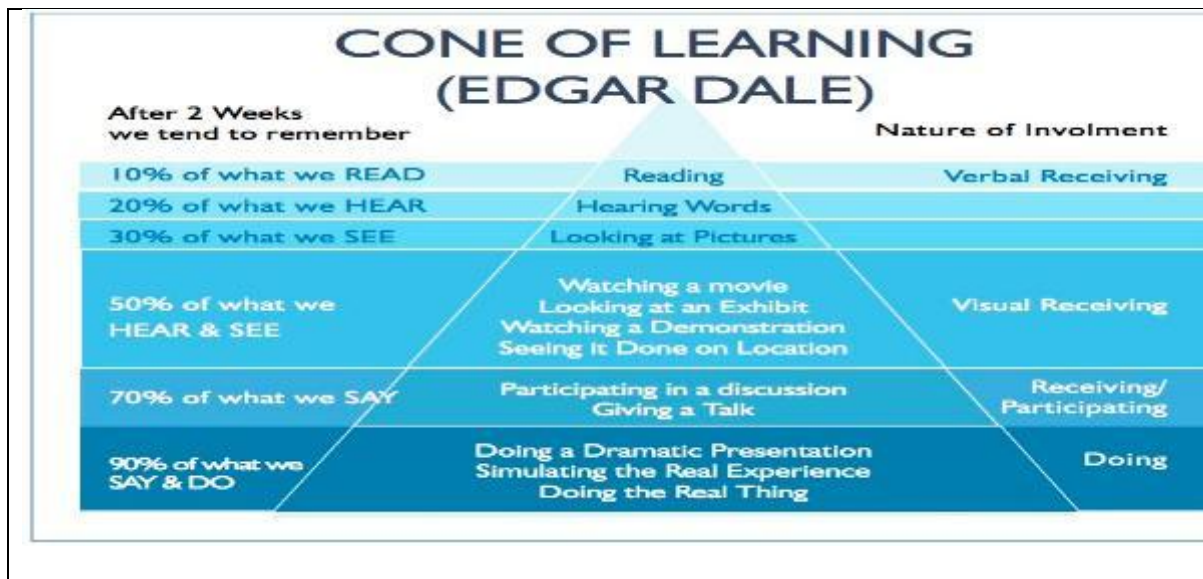 CONE OF LEARNING
(EDGAR DALE)
After 2 Weeks
we tend to remember
Nature of Involment
10% of what we READ
Reading
Verbal Receiving
20% of what we HEAR
Hearing Words
30% of what we SEE
Looking at Pictures
50% of what we
HEAR & SEE
Watching a movie
Looking at an Exhibit
Watching a Demonstration
Seeing it Done on Location
Visual Receiving
70% of what we SAY
Participating in a discussion
Giving a Talk
Receiving/
Participating
90% of what we
SAY & DO
Doing a Dramatic Presentation
Simulating the Real Experience
Doing the Real Thing
Doing